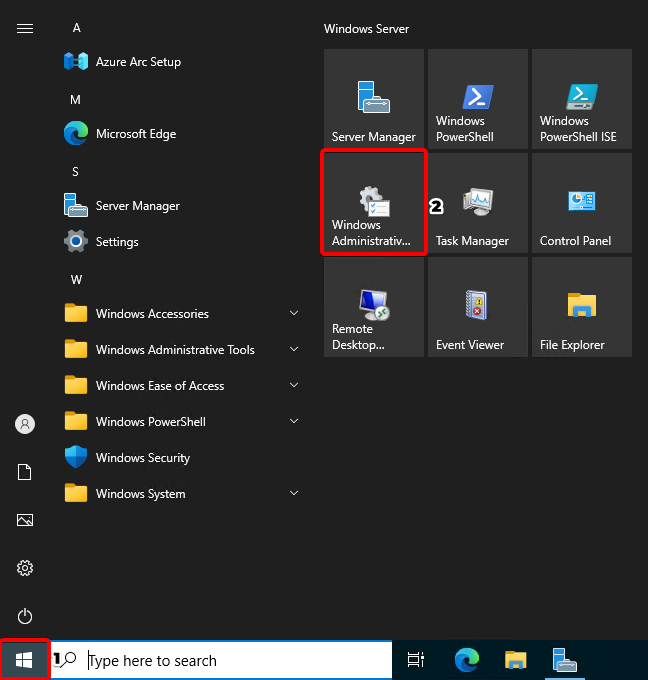 A
Azure Arc Setup
M
Microsoft Edge
S
Server Manager
Settings
W
Windows Accessories
Windows Administrative Tools
Windows Ease of Access
Windows PowerShell
Windows Security
Windows System
Windows Server
Server Manager
Windows
PowerShell
Windows
PowerShell ISE
Windows
Administrativ...
2
Task Manager
Control Panel
Remote
Desktop...
Event Viewer
File Explorer
1
Type here to search